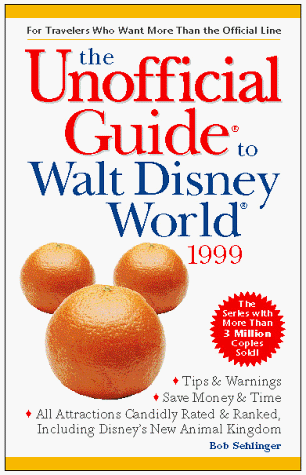 For Travelers Who Want More Than the Official Line
the
Unofficial
Guide® to
Walt Disney
World®
1999
The
Series with
More Than
3 Million
Copies
Sold!
♦ Tips & Warnings
♦ Save Money & Time
♦ All Attractions Candidly Rated & Ranked,
Including Disney's New Animal Kingdom
Bob Sehlinger